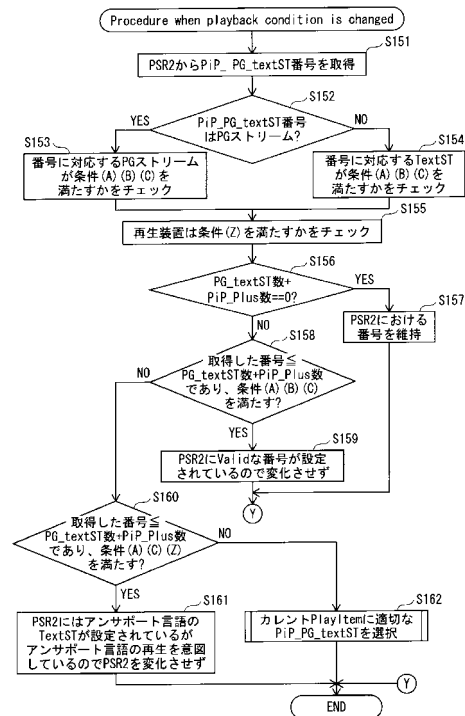 Procedure when playback condition is changed
S151
PSR2からPiP_ PG_textST番号を取得
S152
PiP_PG_textST番号
はPGストリーム?
YES
NO
S153
番号に対応するPGストリーム
が条件(A)(B)(C)を
満たすかをチェック
S154
番号に対応するTextST
が条件(A)(B)(C)を
満たすかをチェック
S155
再生装置は条件(Z)を満たすかをチェック
S156
PG_textST数+
PiP_Plus数==0?
YES
NO
S157
PSR2における
番号を維持
S158
取得した番号≦
PG_textST数+PiP_Plus数
であり、条件(A)(B)(C)
を満たす?
NO
YES
S159
PSR2にValidな番号が設定
されているので変化させず
Y
S160
取得した番号≦
PG_textST数+PiP_Plus数
であり、条件(A)(C)(Z)
を満たす?
NO
YES
S161
PSR2にはアンサポート言語の
TextSTが設定されているが
アンサポート言語の再生を意図
しているのでPSR2を変化させず
S162
カレントPlayItemに適切な
PiP_PG_textSTを選択
Y
END